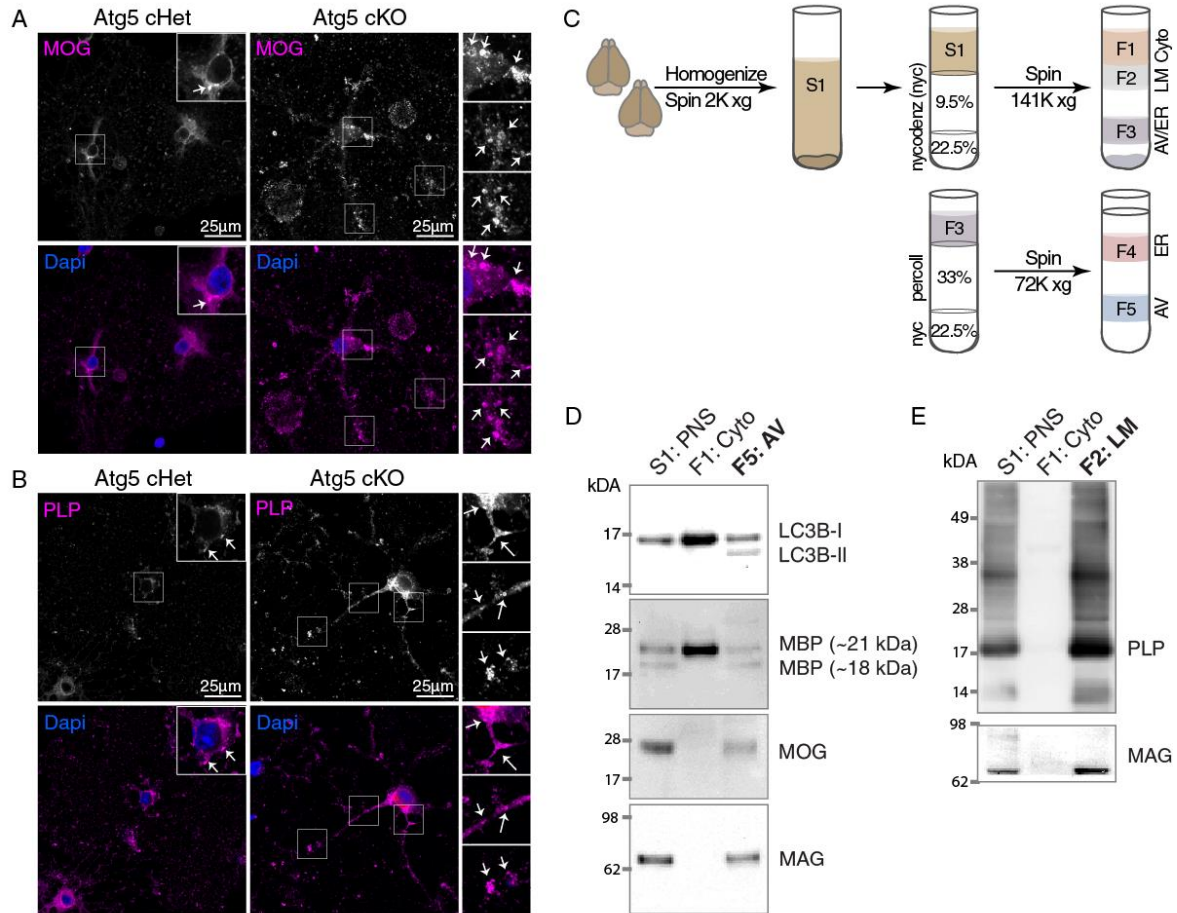 A
Atg5 cHet Atg5 cKO
MOG MOG
25µm 25µm
Dapi Dapi
B
Atg5 cHet Atg5 cKO
PLP PLP
25µm 25µm
Dapi Dapi
C
Homogenize
Spin 2K xg
S1
nycodenz (nyc)
S1
9.5%
22.5%
Spin
141K xg
F1
F2
F3
Cyto
LM
AV/ER
percoll
nyc
F3
33%
22.5%
Spin
72K xg
F4
F5
ER
AV
D
S1: PNS
F1: Cyto
F5: AV
kDA
17
14
LC3B-I
LC3B-II
28
17
MBP (~21 kDa)
MBP (~18 kDa)
28
17
MOG
98
62
MAG
E
S1: PNS
F1: Cyto
F2: LM
kDA
49
38
28
17
14
PLP
98
62
MAG